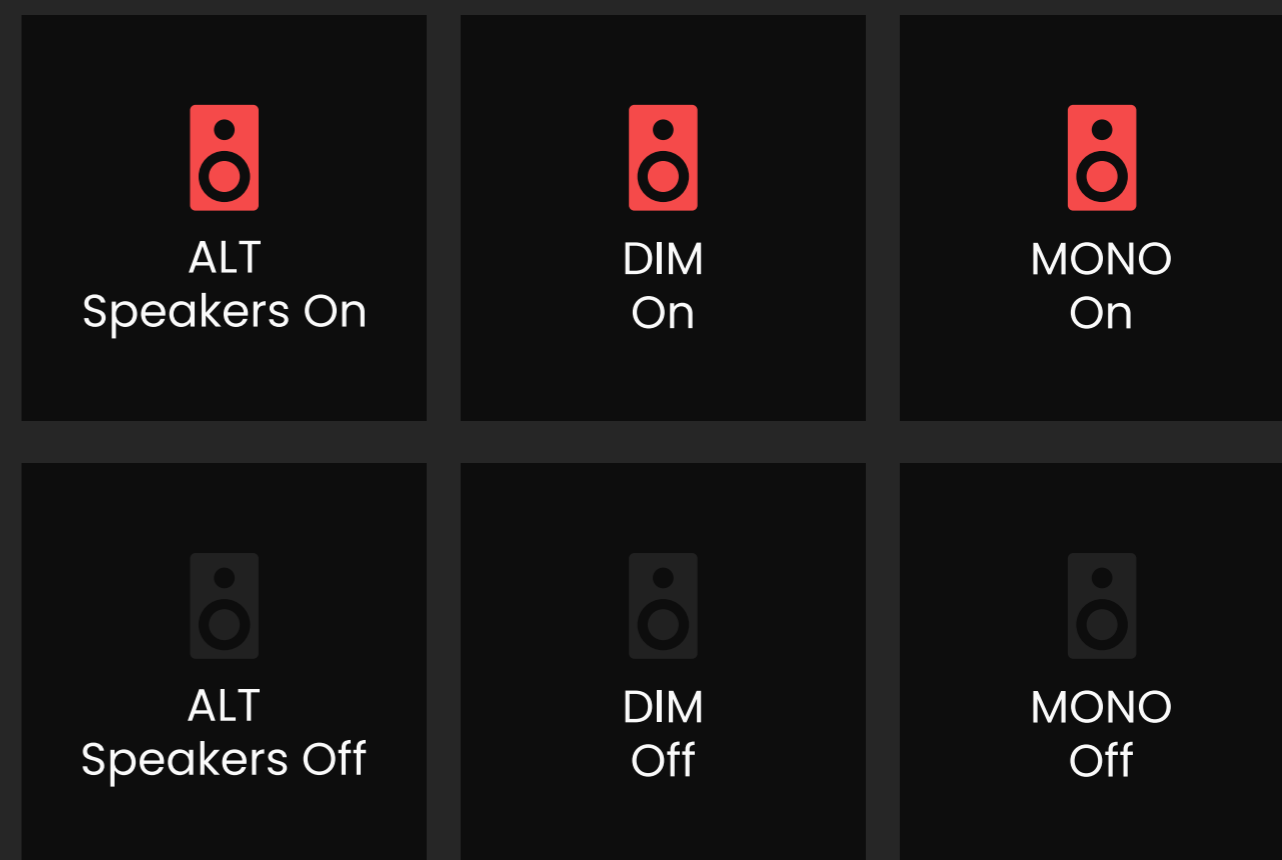 ALT
Speakers On
DIM
On
MONO
On
ALT
Speakers Off
DIM
Off
MONO
Off